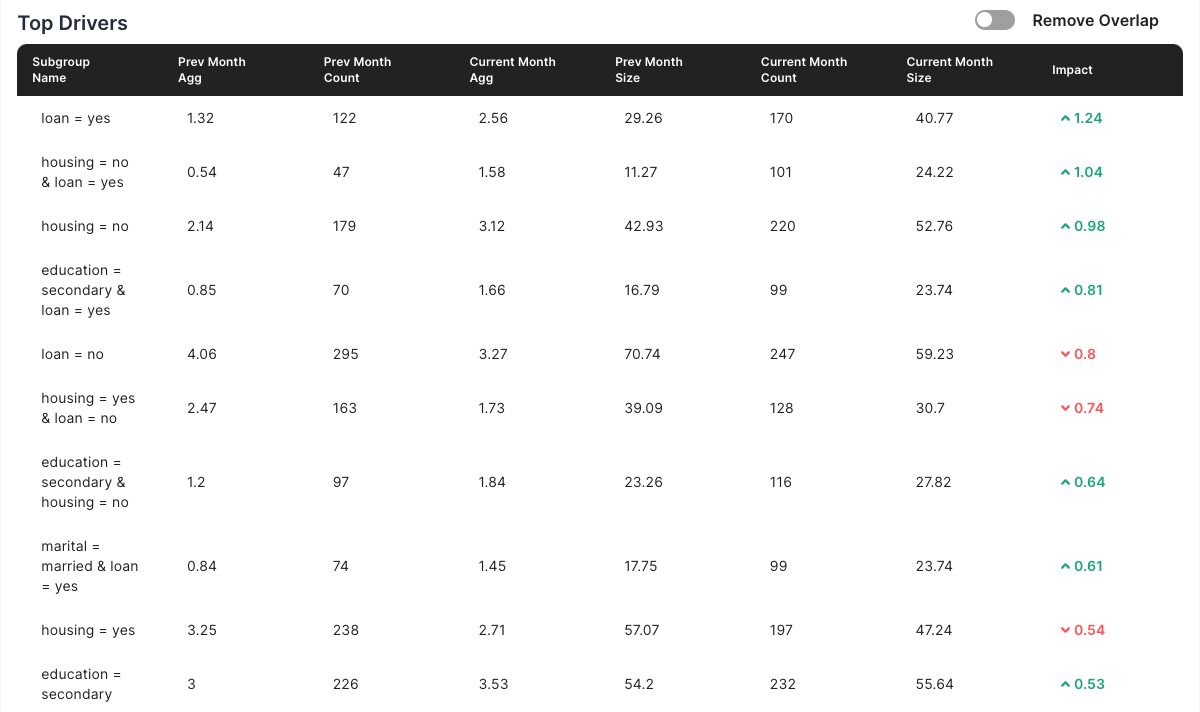 Top Drivers
Remove Overlap
Subgroup Name Prev Month Agg Prev Month Count Current Month Agg Prev Month Size Current Month Count Current Month Size Impact
loan = yes 1.32 122 2.56 29.26 170 40.77 1.24
housing = no & loan = yes 0.54 47 1.58 11.27 101 24.22 1.04
housing = no 2.14 179 3.12 42.93 220 52.76 0.98
education = secondary & loan = yes 0.85 70 1.66 16.79 99 23.74 0.81
loan = no 4.06 295 3.27 70.74 247 59.23 0.8
housing = yes & loan = no 2.47 163 1.73 39.09 128 30.7 0.74
education = secondary & housing = no 1.2 97 1.84 23.26 116 27.82 0.64
marital = married & loan = yes 0.84 74 1.45 17.75 99 23.74 0.61
housing = yes 3.25 238 2.71 57.07 197 47.24 0.54
education = secondary 3 226 3.53 54.2 232 55.64 0.53